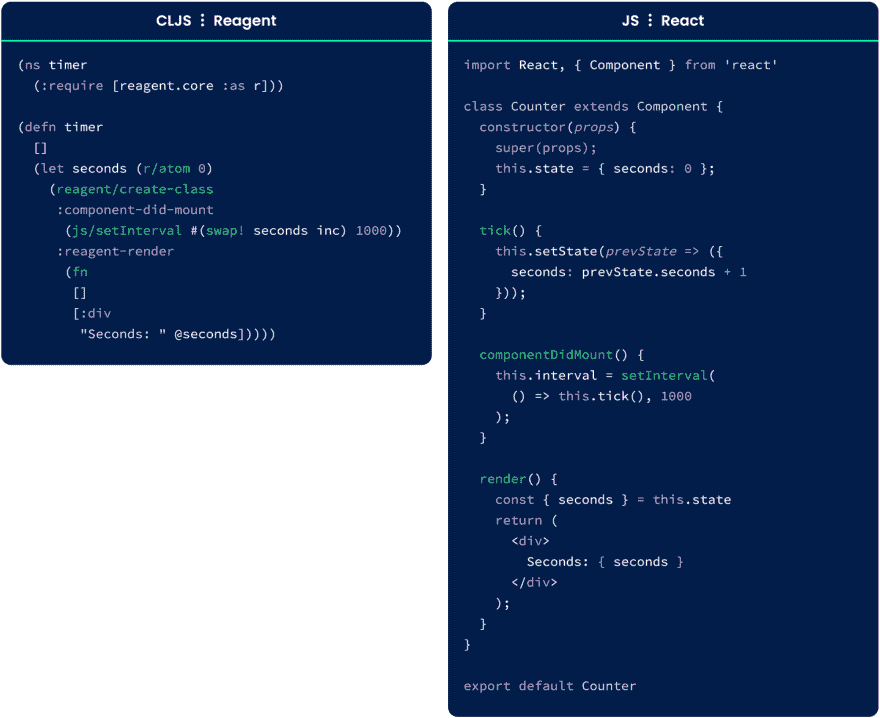 CLJS ⋮ Reagent
(ns timer
  (:require [reagent.core :as r]))
(defn timer
  []
  (let seconds (r/atom 0)
    (reagent/create-class
     :component-did-mount
      (js/setInterval #(swap! seconds inc) 1000))
     :reagent-render
      (fn
       []
       [:div
        "Seconds: " @seconds]))))
JS ⋮ React
import React, { Component } from 'react'
class Counter extends Component {
  constructor(props) {
    super(props);
    this.state = { seconds: 0 };
  }
  tick() {
    this.setState(prevState => ({
      seconds: prevState.seconds + 1
    }));
  }
  componentDidMount() {
    this.interval = setInterval(
      () => this.tick(), 1000
    );
  }
  render() {
    const { seconds } = this.state
    return (
      <div>
        Seconds: { seconds }
      </div>
    );
  }
}
export default Counter